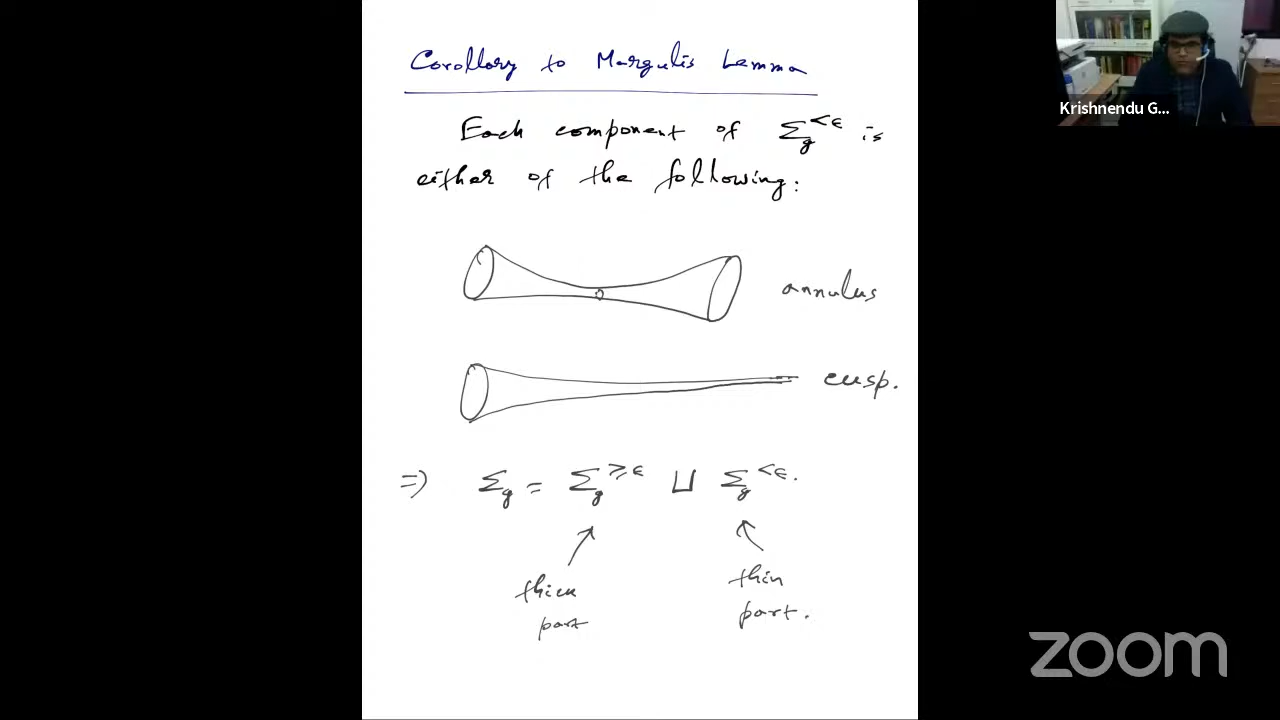 Corollory to Margulis Lemma
Each component of Σ_g^{<ε} is
either of the following:
annulus
cusp.
⇒ Σ_g = Σ_g^{≥ε} ⊔ Σ_g^{<ε}.
thick
part
thin
part.
Krishnendu G...
zoom